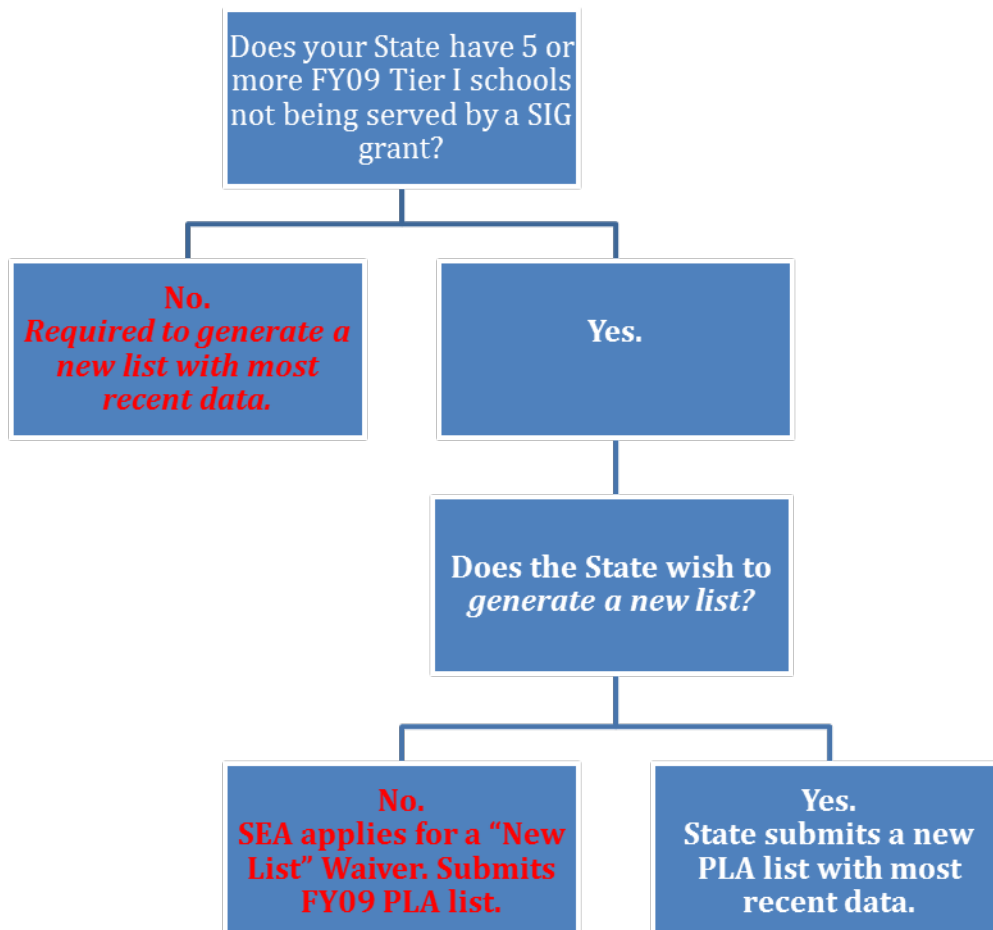 Does your State have 5 or
more FY09 Tier I schools
not being served by a SIG
grant?
No.
Required to generate a
new list with most
recent data.
Yes.
Does the State wish to
generate a new list?
No.
SEA applies for a “New
List” Waiver. Submits
FY09 PLA list.
Yes.
State submits a new
PLA list with most
recent data.